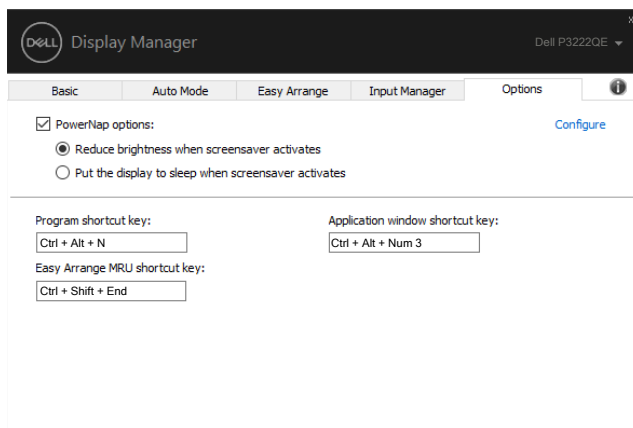 DELL Display Manager
Dell P3222QE
Basic Auto Mode Easy Arrange Input Manager Options
PowerNap options: Configure
Reduce brightness when screensaver activates
Put the display to sleep when screensaver activates
Program shortcut key: Application window shortcut key:
Ctrl + Alt + N Ctrl + Alt + Num 3
Easy Arrange MRU shortcut key:
Ctrl + Shift + End